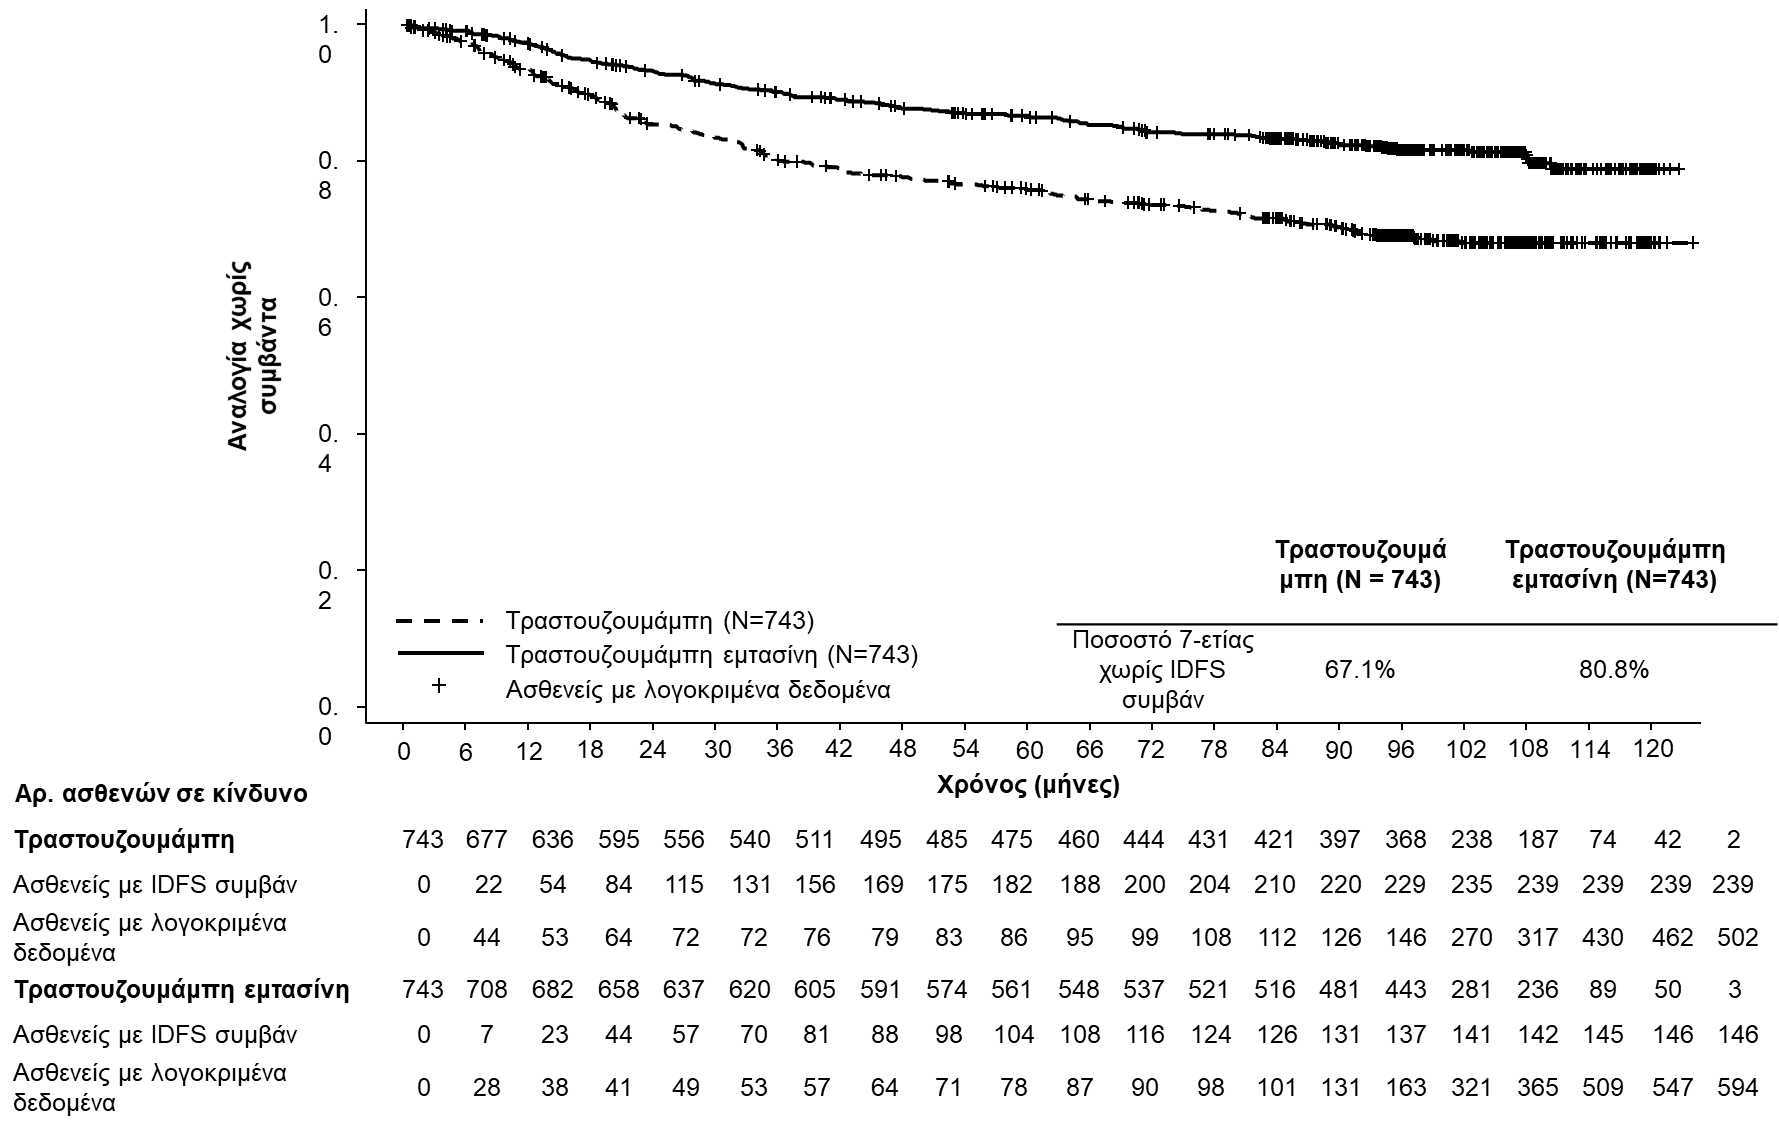 1.
0
0.
8
0.
6
0.
4
0.
2
0.
0
Αναλογία χωρίς
συμβάντα
Τραστουζουμά
μπη (N = 743)
Τραστουζουμάμπη
εμτασίνη (N=743)
Ποσοστό 7-ετίας
χωρίς IDFS
συμβάν
67.1%
80.8%
Τραστουζουμάμπη (N=743)
Τραστουζουμάμπη εμτασίνη (N=743)
Ασθενείς με λογοκριμένα δεδομένα
0 6 12 18 24 30 36 42 48 54 60 66 72 78 84 90 96 102 108 114 120
Χρόνος (μήνες)
Αρ. ασθενών σε κίνδυνο
Τραστουζουμάμπη 743 677 636 595 556 540 511 495 485 475 460 444 431 421 397 368 238 187 74 42 2
Ασθενείς με IDFS συμβάν 0 22 54 84 115 131 156 169 175 182 188 200 204 210 220 229 235 239 239 239 239
Ασθενείς με λογοκριμένα
δεδομένα 0 44 53 64 72 72 76 79 83 86 95 99 108 112 126 146 270 317 430 462 502
Τραστουζουμάμπη εμτασίνη 743 708 682 658 637 620 605 591 574 561 548 537 521 516 481 443 281 236 89 50 3
Ασθενείς με IDFS συμβάν 0 7 23 44 57 70 81 88 98 104 108 116 124 126 131 137 141 142 145 146 146
Ασθενείς με λογοκριμένα
δεδομένα 0 28 38 41 49 53 57 64 71 78 87 90 98 101 131 163 321 365 509 547 594